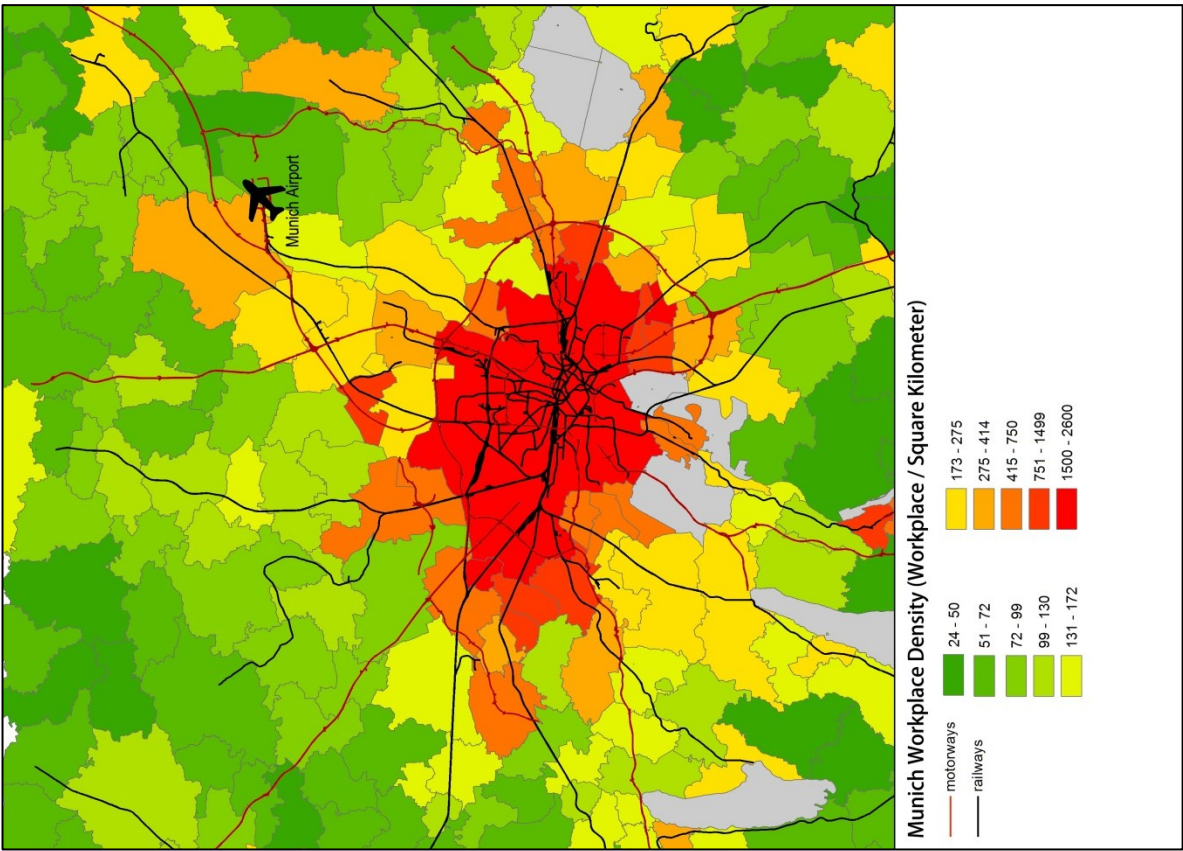 Munich Airport
Munich Workplace Density (Workplace / Square Kilometer)
motorways
railways
24 - 50
51 - 72
72 - 99
99 - 130
131 - 172
173 - 275
275 - 414
415 - 750
751 - 1499
1500 - 2600